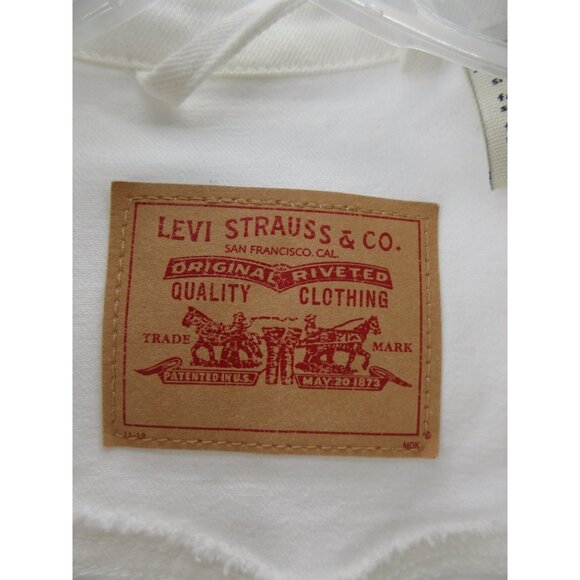 LEVI STRAUSS & CO.
SAN FRANCISCO. CAL.
ORIGINAL RIVETED
QUALITY CLOTHING
TRADE MARK
PATENTED IN U.S. MAY 20 1873